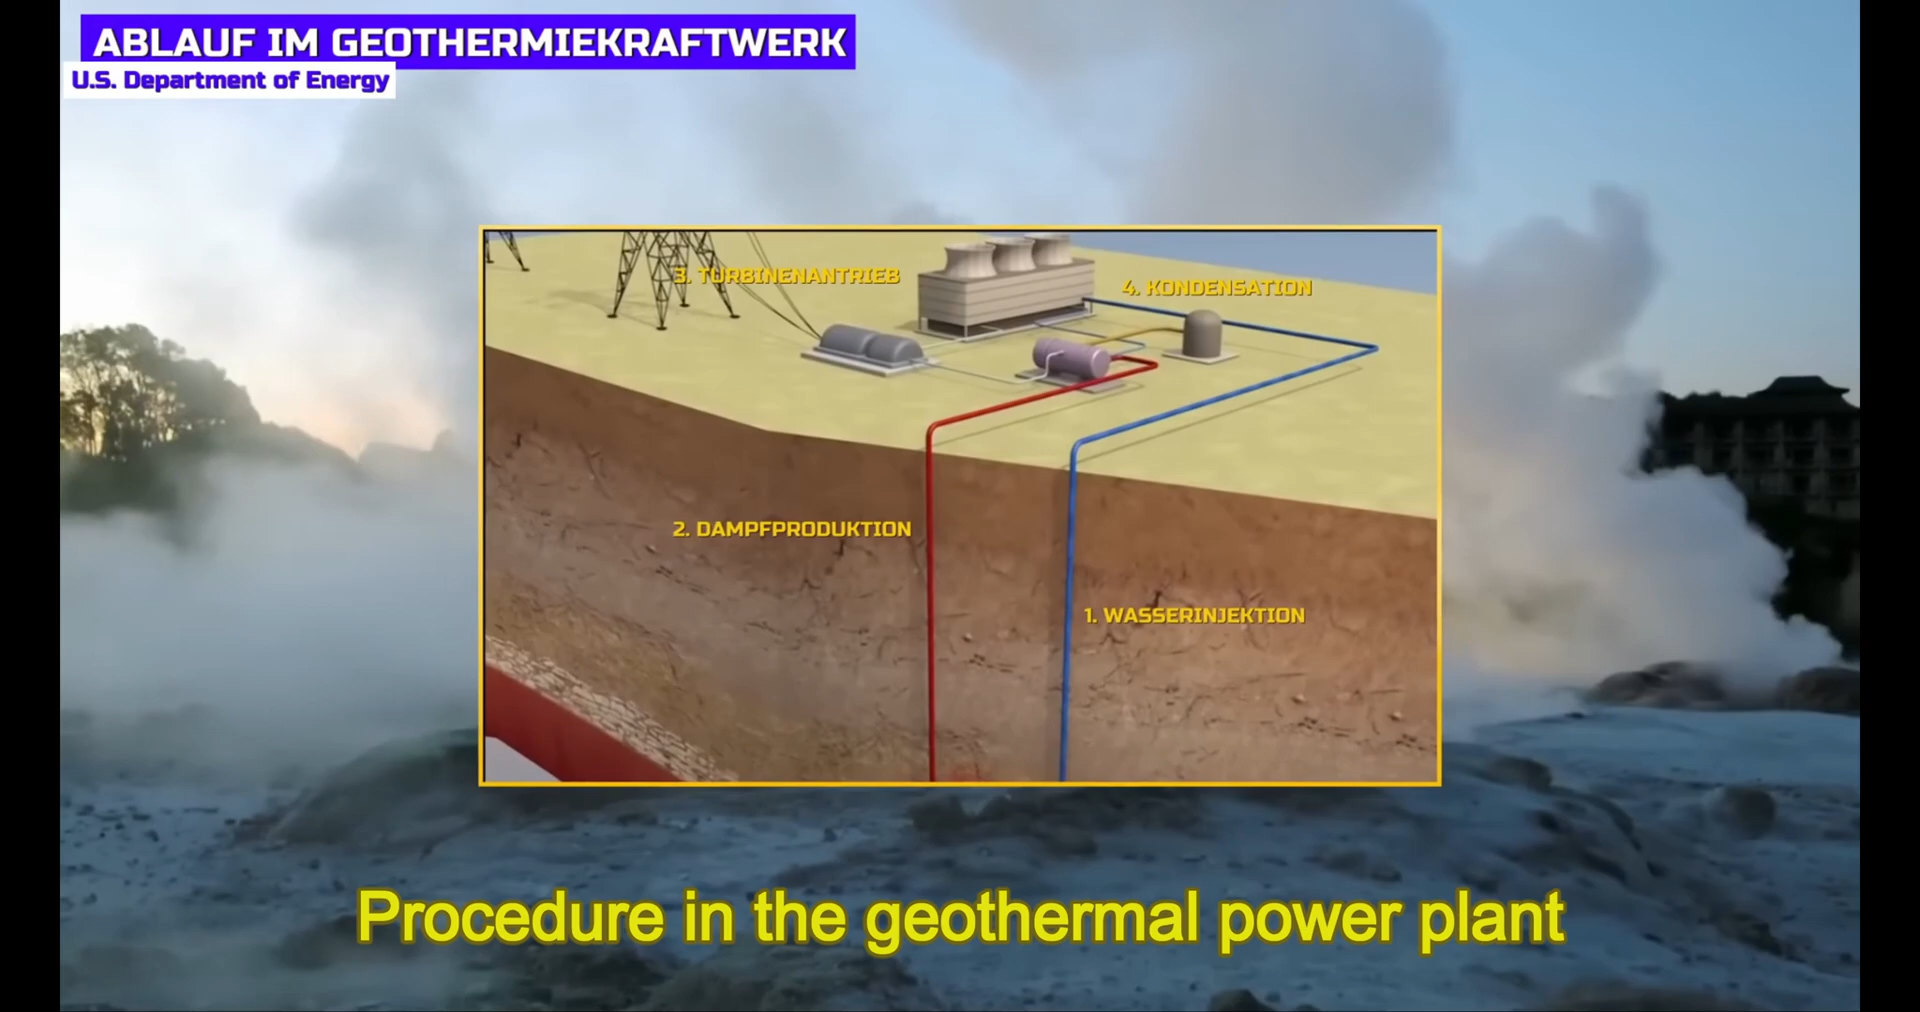 ABLAUF IM GEOTHERMIEKRAFTWERK
U.S. Department of Energy
3. TURBINENANTRIEB
4. KONDENSATION
2. DAMPFPRODUKTION
1. WASSERINJEKTION
Procedure in the geothermal power plant